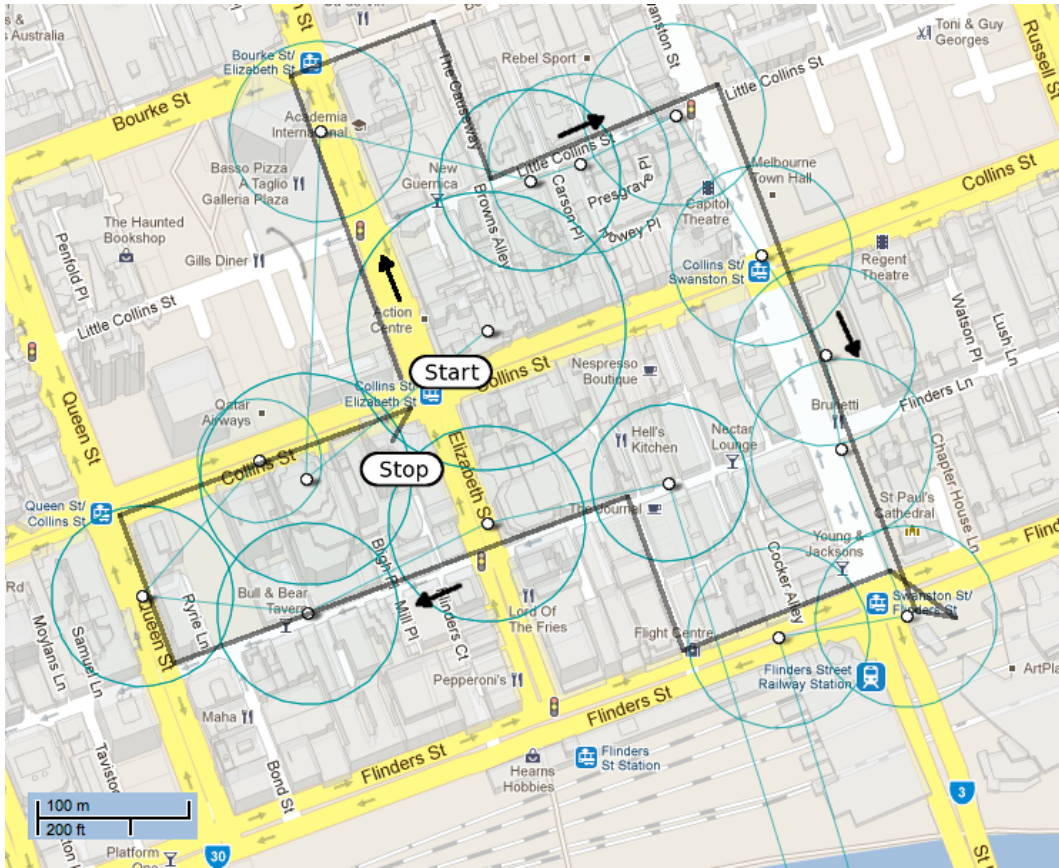 s Australia
Bourke St/
Elizabeth St
Bourke St
The Causeway
Rebel Sport
Swanston St
Toni & Guy
Georges
Russell St
Little Collins St
Academia
International
Basso Pizza
A Taglio
Galleria Plaza
New
Guernica
Little Collins St
Carson Pl
Presgrave Pl
Howey Pl
Browns Alley
Capitol
Theatre
Melbourne
Town Hall
Collins St
The Haunted
Bookshop
Penfold Pl
Gills Diner
Little Collins St
Action
Centre
Collins St/
Swanston St
Regent
Theatre
Watson Pl
Lush Ln
Start
Collins St
Collins St/
Elizabeth St
Nespresso
Boutique
Flinders Ln
Brunetti
Qatar
Airways
Queen St
Collins St
Stop
Elizabeth St
Hell's
Kitchen
Nectar
Lounge
Chapter House Ln
Queen St/
Collins St
The Journal
St Paul's
Cathedral
Young &
Jacksons
Cocker Alley
Flinders St
Rd
Moylans Ln
Samuel Ln
Queen St
Ryrie Ln
Bull & Bear
Tavern
Bligh Pl
Mill Pl
Flinders Ct
Lord Of
The Fries
Flight Centre
Swanston St/
Flinders St
Flinders Street
Railway Station
ArtPla
Pepperoni's
Maha
Bond St
Flinders St
Flinders St
Flinders
St Station
Hearns
Hobbies
100 m
200 ft
Platform
One
30
3
St